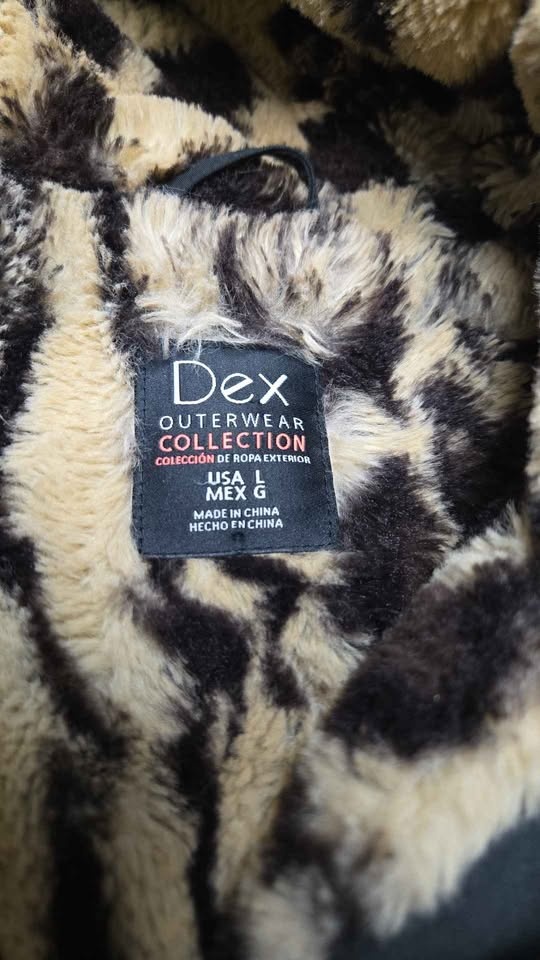 Dex
OUTERWEAR
COLLECTION
COLECCIÓN DE ROPA EXTERIOR
USA L
MEX G
MADE IN CHINA
HECHO EN CHINA